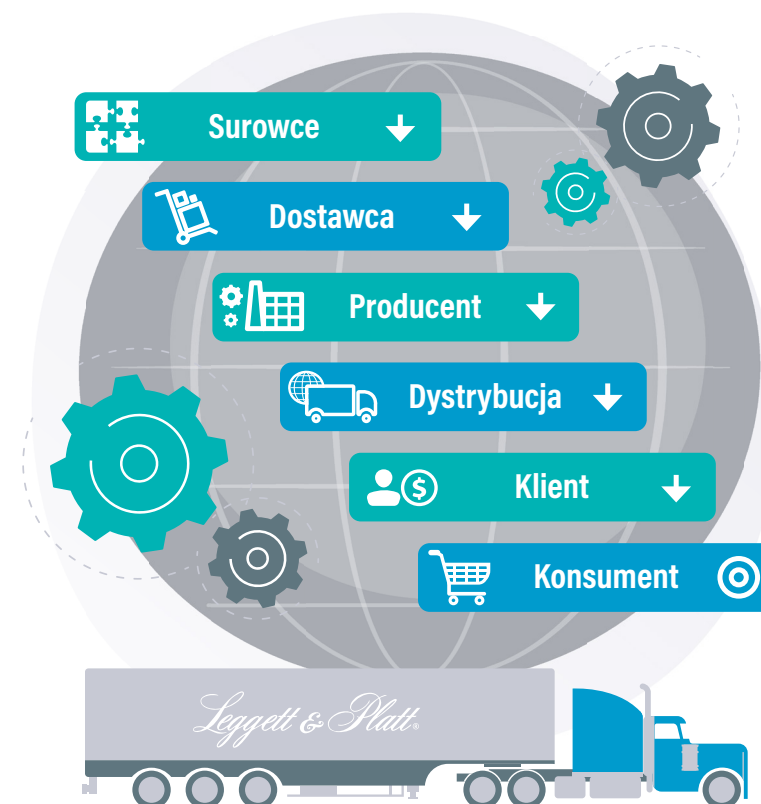 Surowce
Dostawca
Producent
Dystrybucja
$
Klient
Konsument
Leggett & Platt®